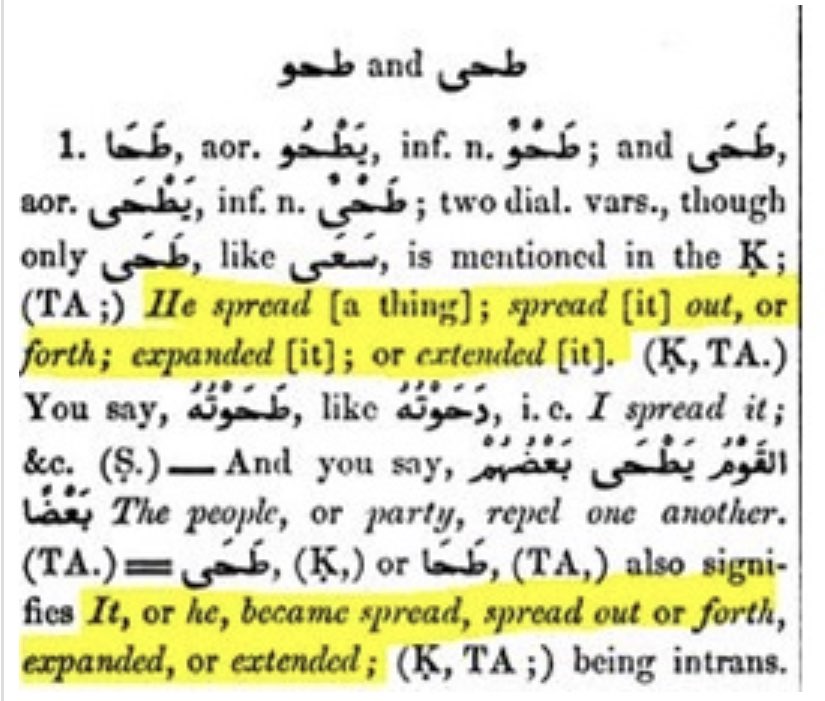 طحو and طحى
1. طَحَا, aor. يَطْحُو, inf. n. طَحْوٌ; and طَحَى,
aor. يَطْحَى, inf. n. طَحْىٌ; two dial. vars., though
only طَحَى, like سَعَى, is mentioned in the Ḳ;
(TA;) He spread [a thing]; spread [it] out, or
forth; expanded [it]; or extended [it]. (Ḳ, TA.)
You say, طَحَوْتُهُ, like دَحَوْتُهُ, i. e. I spread it;
&c. (Ṣ.) — And you say, القَوْمُ يَطْحَى بَعْضُهُمْ
بَعْضًا The people, or party, repel one another.
(TA.) ═ طَحَى, (Ḳ,) or طَحَا, (TA,) also signi-
fies It, or he, became spread, spread out or forth,
expanded, or extended; (Ḳ, TA;) being intrans.